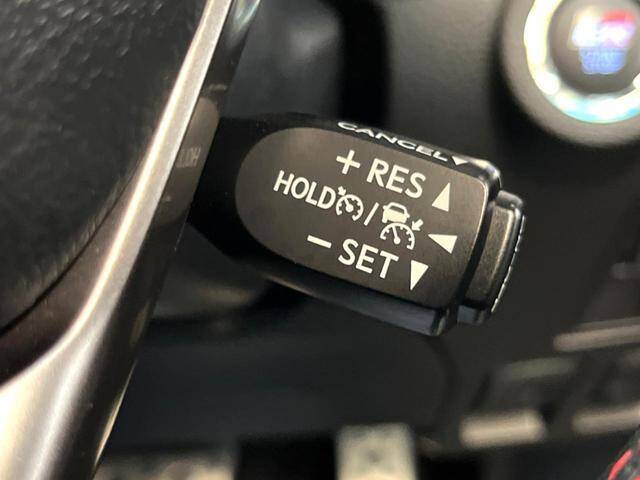 CANCEL
+ RES
HOLD /
− SET